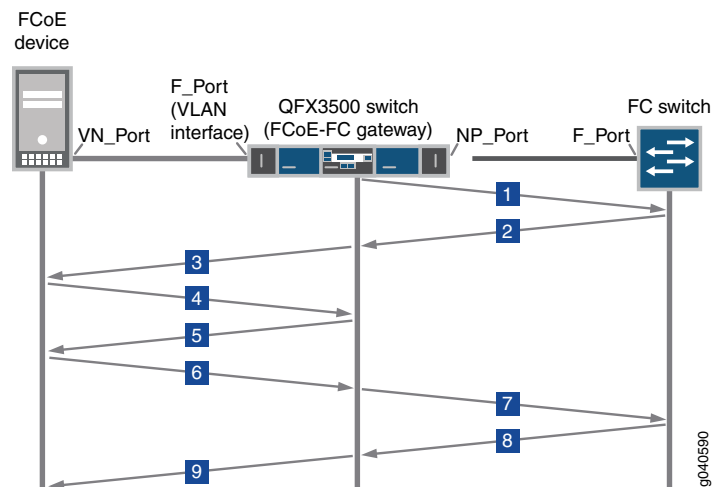 FCoE
device
F_Port
(VLAN
interface)
QFX3500 switch
(FCoE-FC gateway)
FC switch
VN_Port
NP_Port
F_Port
1
2
3
4
5
6
7
8
9
g040590